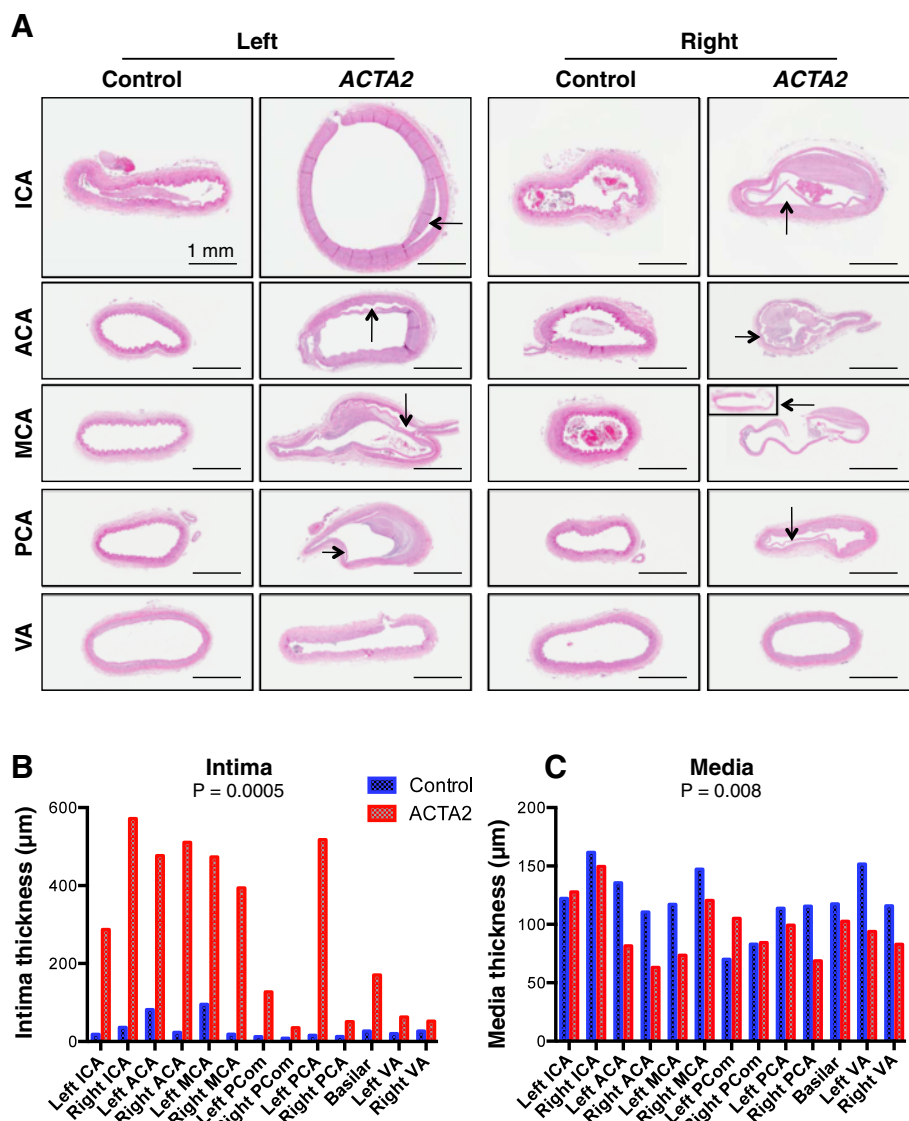 A
Left Right
Control ACTA2 Control ACTA2
ICA
1 mm
ACA
MCA
PCA
VA
B
Intima
P = 0.0005
Control
ACTA2
Intima thickness (µm)
600
400
200
0
Left ICA
Right ICA
Left ACA
Right ACA
Left MCA
Right MCA
Left PCom
Right PCom
Left PCA
Right PCA
Basilar
Left VA
Right VA
C
Media
P = 0.008
Media thickness (µm)
200
150
100
50
0
Left ICA
Right ICA
Left ACA
Right ACA
Left MCA
Right MCA
Left PCom
Right PCom
Left PCA
Right PCA
Basilar
Left VA
Right VA